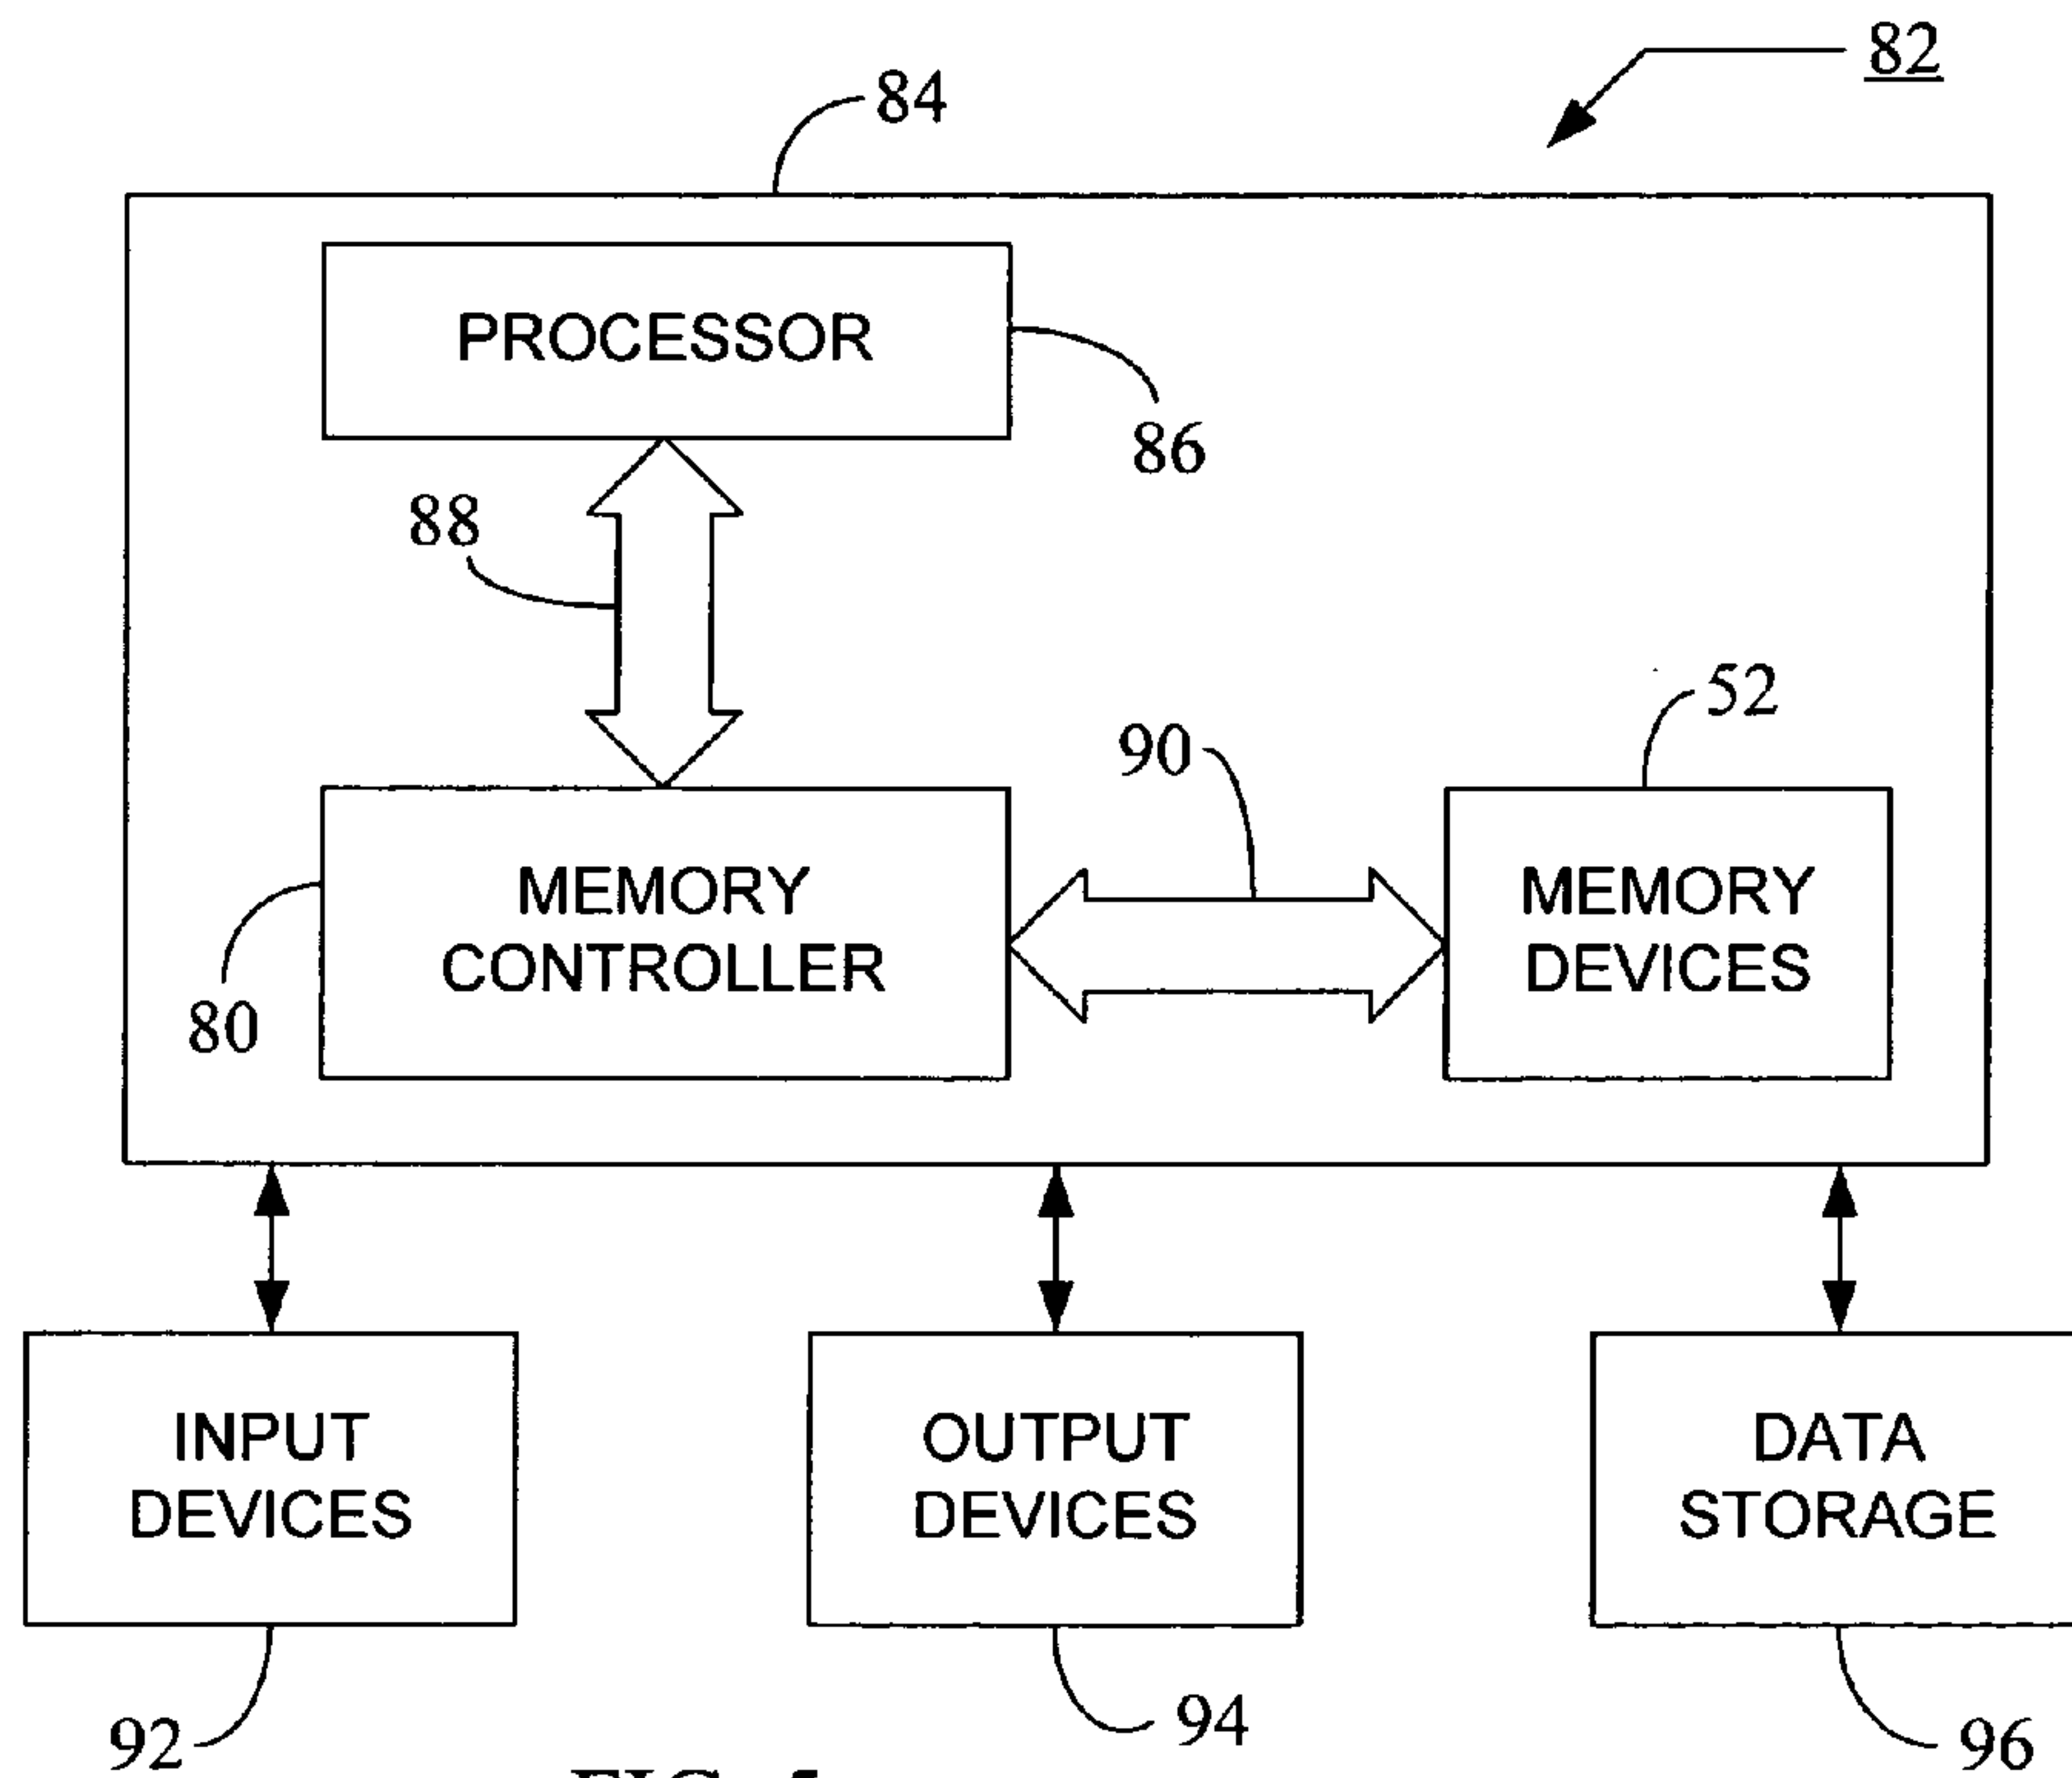 82
84
PROCESSOR
86
88
52
90
MEMORY
CONTROLLER
MEMORY
DEVICES
80
INPUT
DEVICES
OUTPUT
DEVICES
DATA
STORAGE
92
94
96